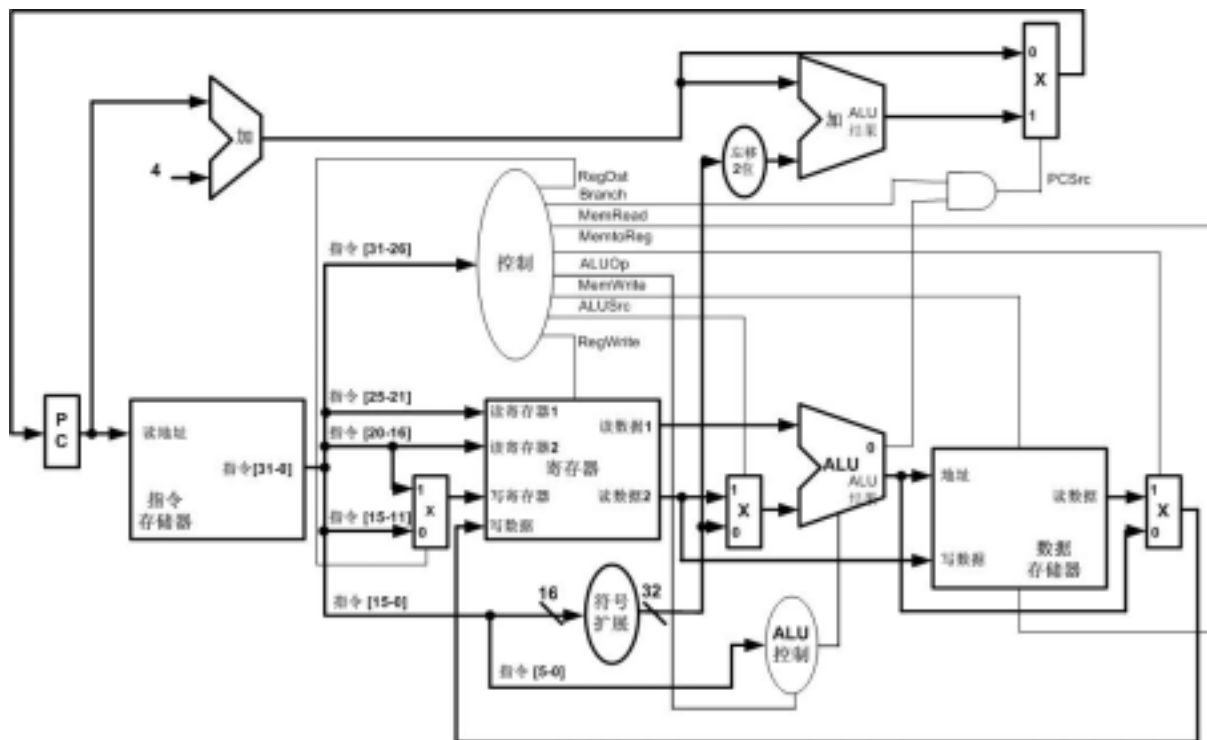 0
X
1
加
ALU
结果
加
4
左移
2位
PCSrc
RegDst
Branch
MemRead
MemtoReg
ALUOp
MemWrite
ALUSrc
RegWrite
控制
指令 [31-26]
指令 [25-21]
指令 [20-16]
指令 [15-11]
指令 [15-0]
指令 [5-0]
P
C
读地址
指令[31-0]
指令
存储器
1
X
0
读寄存器1
读寄存器2
写寄存器
写数据
寄存器
读数据1
读数据2
1
X
0
ALU
0
ALU
结果
地址
读数据
写数据
数据
存储器
1
X
0
16
符号
扩展
32
ALU
控制